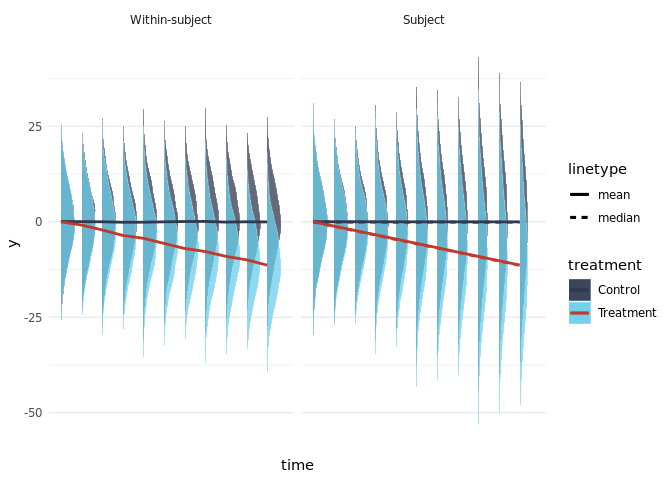 Within-subject
Subject
25
0
-25
-50
y
time
linetype
mean
median
treatment
Control
Treatment